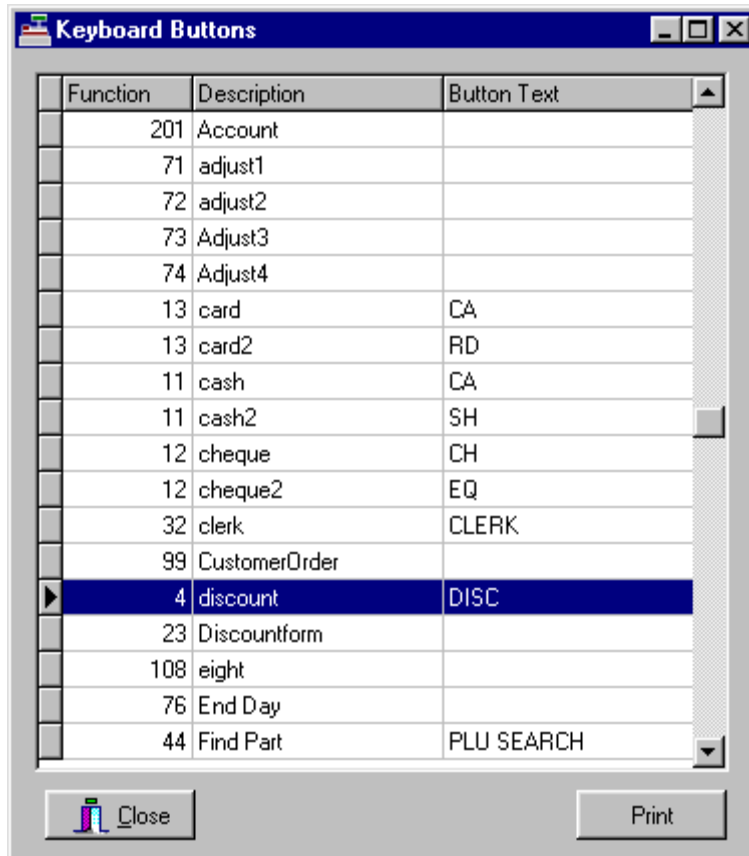 Keyboard Buttons
Function Description Button Text
201 Account
71 adjust1
72 adjust2
73 Adjust3
74 Adjust4
13 card CA
13 card2 RD
11 cash CA
11 cash2 SH
12 cheque CH
12 cheque2 EQ
32 clerk CLERK
99 CustomerOrder
4 discount DISC
23 Discountform
108 eight
76 End Day
44 Find Part PLU SEARCH
Close Print